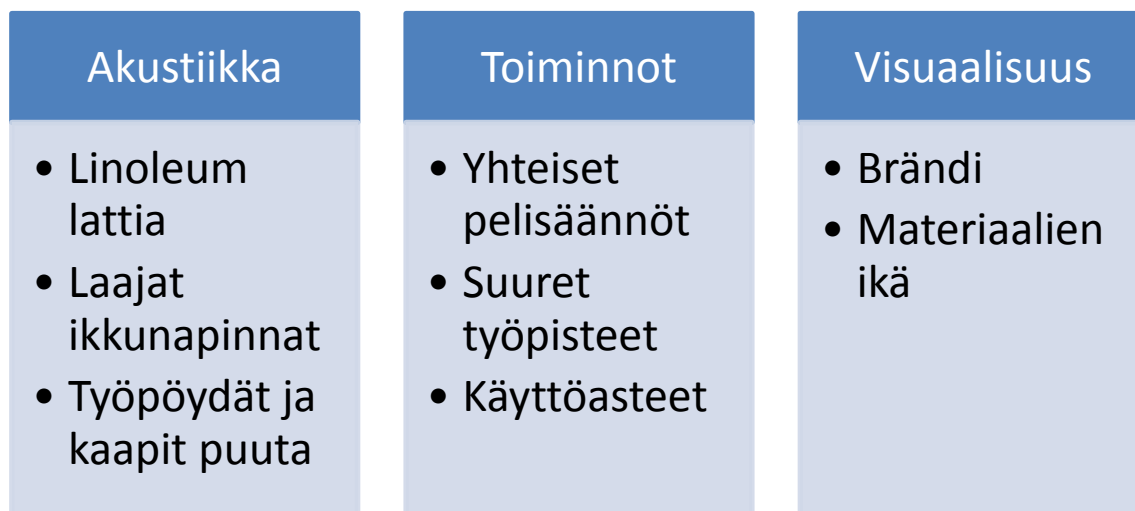 Akustiikka
• Linoleum
lattia
• Laajat
ikkunapinnat
• Työpöydät ja
kaapit puuta
Toiminnot
• Yhteiset
pelisäännöt
• Suuret
työpisteet
• Käyttöasteet
Visuaalisuus
• Brändi
• Materiaalien
ikä